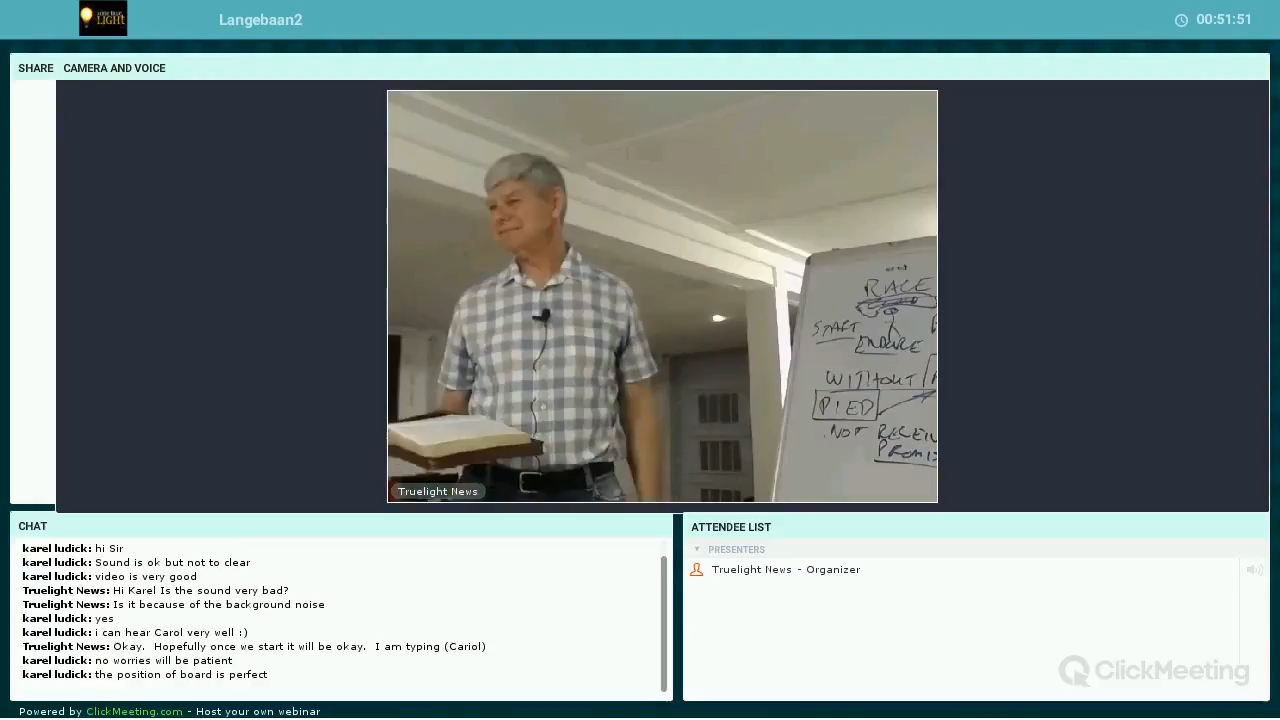 LIGHT
Langebaan2
00:51:51
SHARE CAMERA AND VOICE
RACE
START
ENDURE
WITHOUT
PIED
NOT RECEIV
PROMIS
Truelight News
CHAT
karel ludick: hi Sir
karel ludick: Sound is ok but not to clear
karel ludick: video is very good
Truelight News: Hi Karel Is the sound very bad?
Truelight News: Is it because of the background noise
karel ludick: yes
karel ludick: i can hear Carol very well :)
Truelight News: Okay. Hopefully once we start it will be okay. I am typing (Cariol)
karel ludick: no worries will be patient
karel ludick: the position of board is perfect
ATTENDEE LIST
PRESENTERS
Truelight News - Organizer
ClickMeeting
Powered by ClickMeeting.com - Host your own webinar